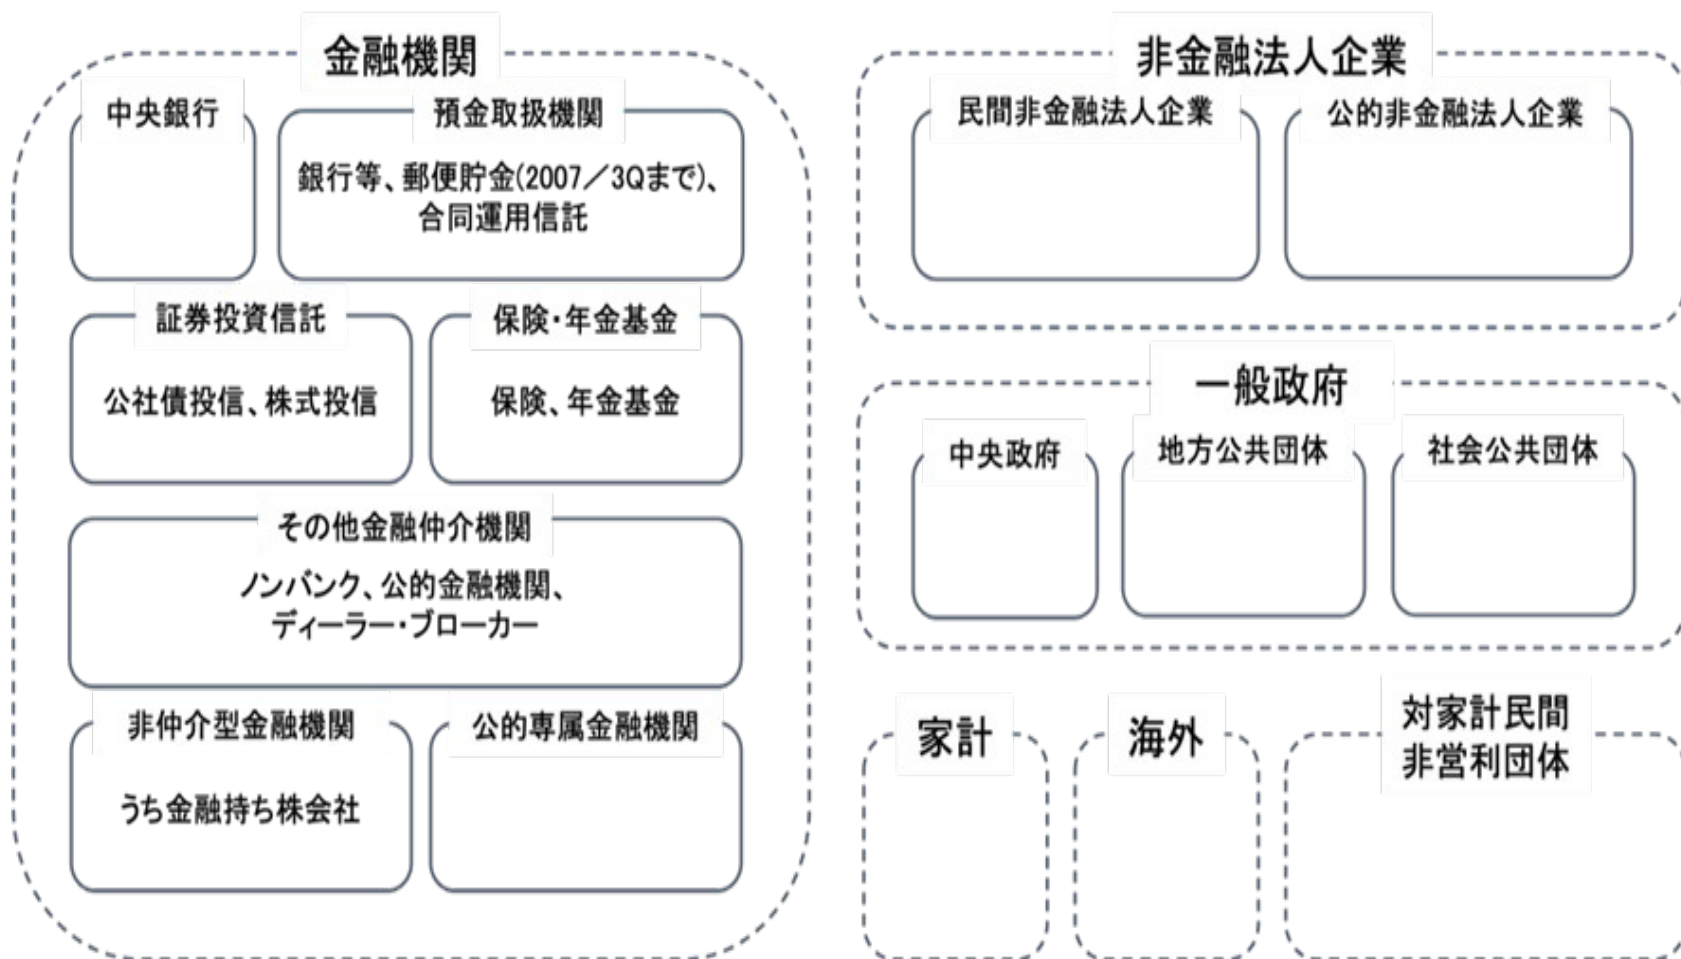 金融機関
中央銀行
預金取扱機関
銀行等、郵便貯金(2007／3Qまで)、
合同運用信託
証券投資信託
公社債投信、株式投信
保険・年金基金
保険、年金基金
その他金融仲介機関
ノンバンク、公的金融機関、
ディーラー・ブローカー
非仲介型金融機関
うち金融持ち株会社
公的専属金融機関
非金融法人企業
民間非金融法人企業
公的非金融法人企業
一般政府
中央政府
地方公共団体
社会公共団体
家計
海外
対家計民間
非営利団体